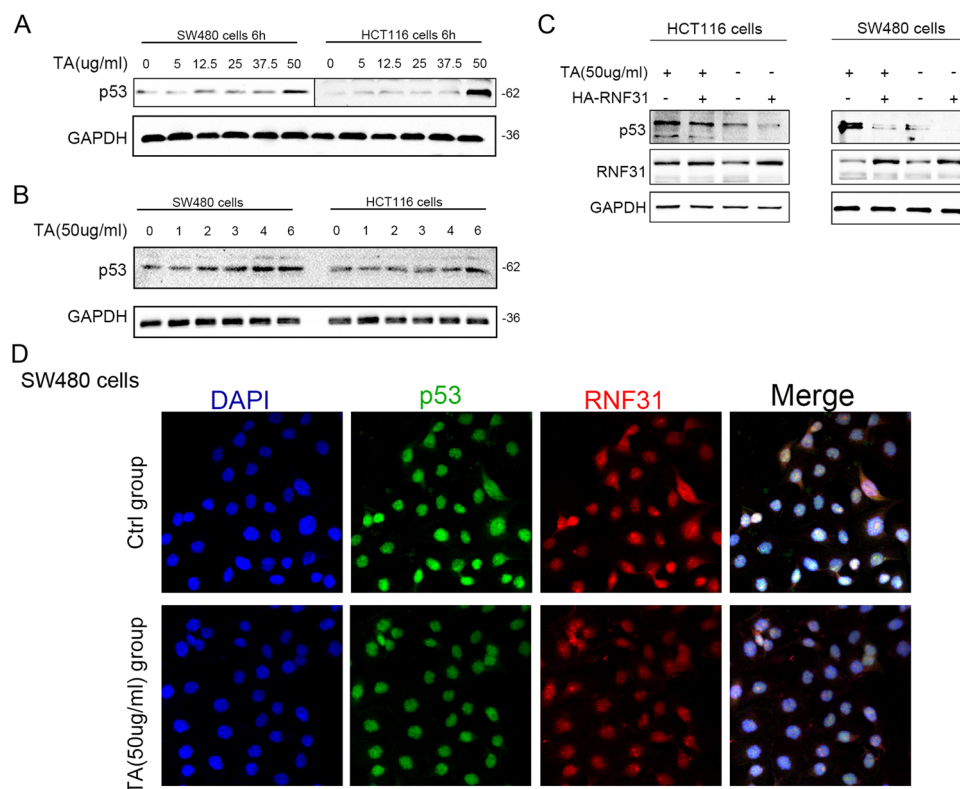 A
SW480 cells 6h
HCT116 cells 6h
TA(ug/ml) 0 5 12.5 25 37.5 50 0 5 12.5 25 37.5 50
p53 -62
GAPDH -36
B
SW480 cells
HCT116 cells
TA(50ug/ml) 0 1 2 3 4 6 0 1 2 3 4 6
p53 -62
GAPDH -36
C
HCT116 cells
SW480 cells
TA(50ug/ml) + + - - + + - -
HA-RNF31 - + - + - + - +
p53
RNF31
GAPDH
D
SW480 cells
DAPI p53 RNF31 Merge
Ctrl group
TA(50ug/ml) group